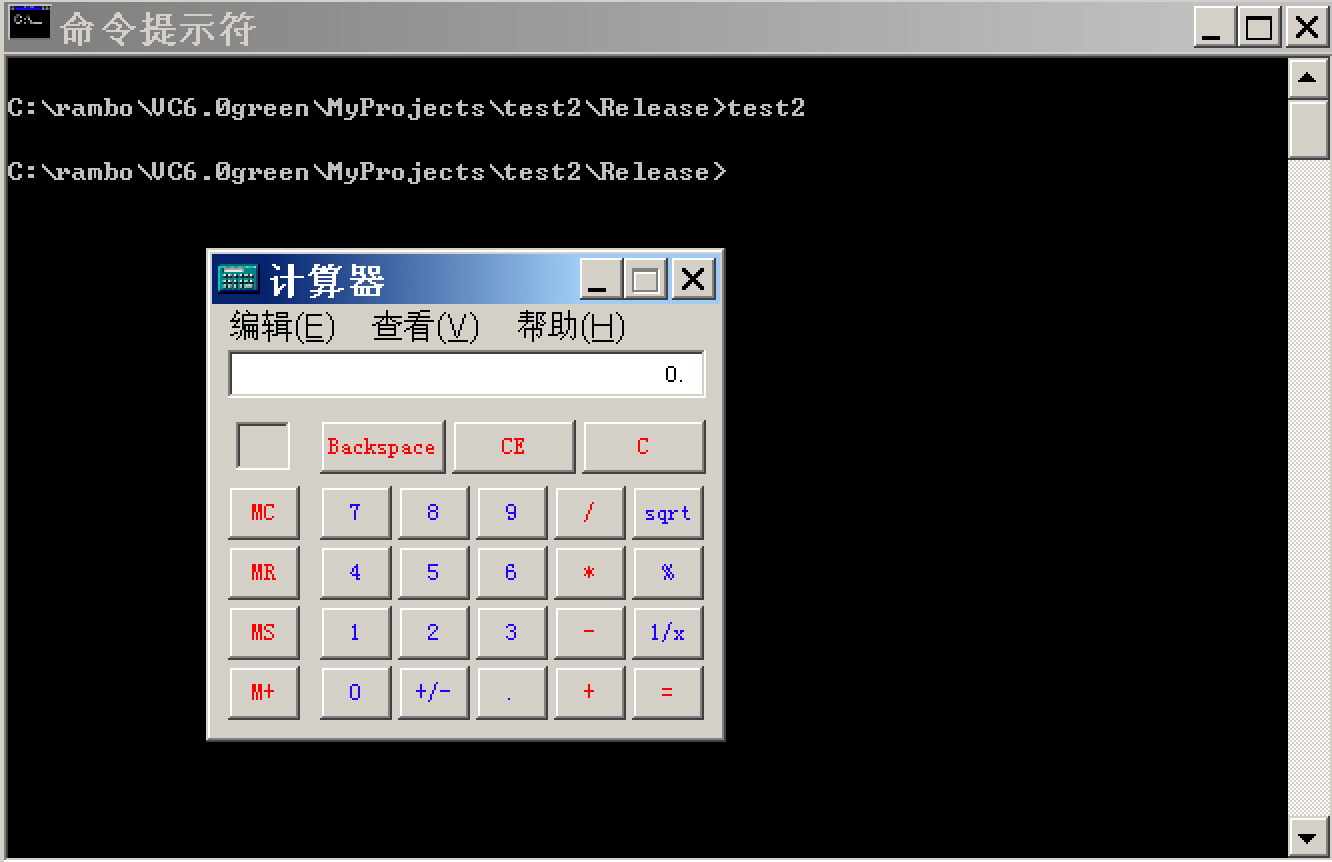 命令提示符
C:\rambo\VC6.0green\MyProjects\test2\Release>test2
C:\rambo\VC6.0green\MyProjects\test2\Release>
计算器
编辑(E) 查看(V) 帮助(H)
0.
Backspace CE C
MC 7 8 9 / sqrt
MR 4 5 6 * %
MS 1 2 3 - 1/x
M+ 0 +/- . + =